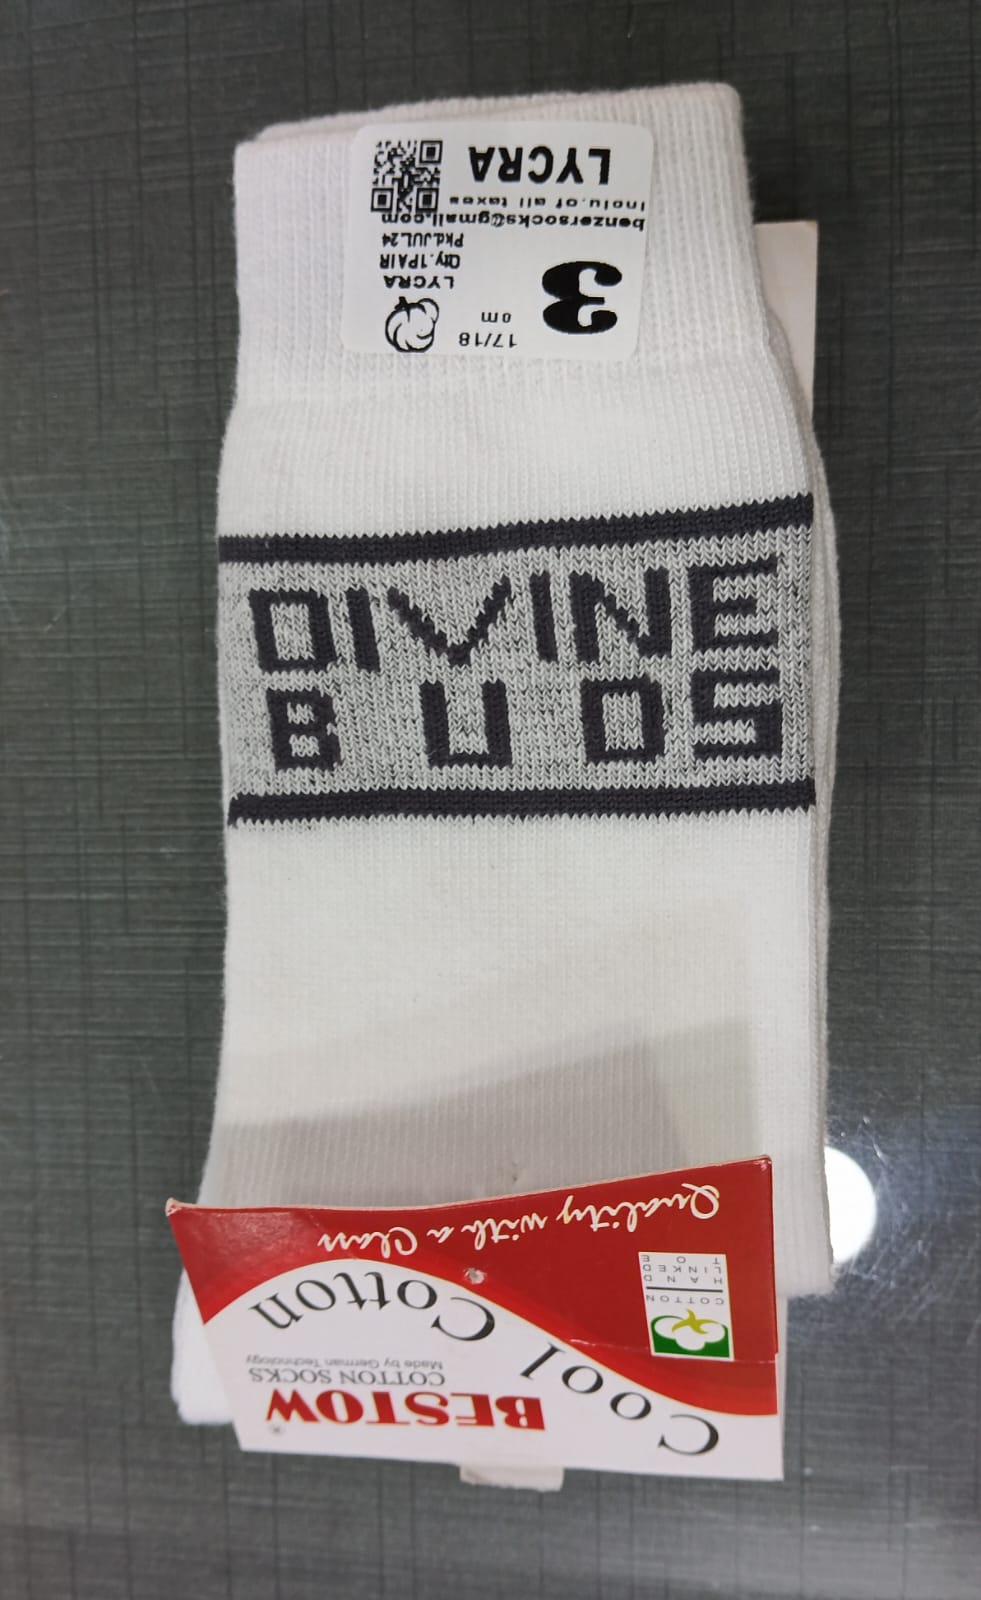 DIVINE
BUDS
3
17/18
cm
LYCRA
Qty.1PAIR
Pkd.JUL.24
benzersocks@gmail.com
Inclu.of all taxes
LYCRA
Cool Cotton
BESTOW®
COTTON SOCKS
Made by German Technology
COTTON
HAND
LINKED
TOE
Quality with a Class